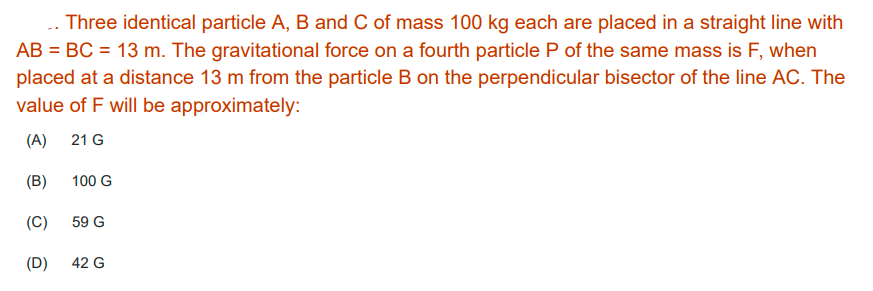 .. Three identical particle A, B and C of mass 100 kg each are placed in a straight line with
AB = BC = 13 m. The gravitational force on a fourth particle P of the same mass is F, when
placed at a distance 13 m from the particle B on the perpendicular bisector of the line AC. The
value of F will be approximately:
(A) 21 G
(B) 100 G
(C) 59 G
(D) 42 G